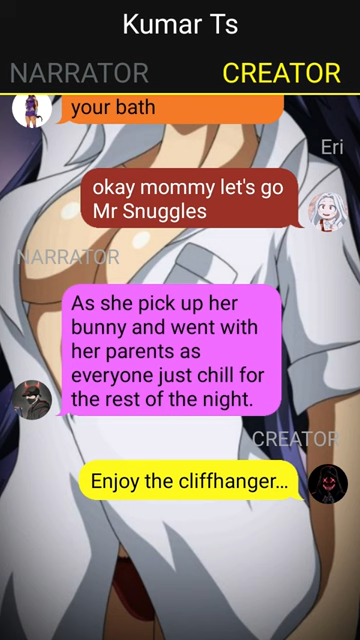 Kumar Ts
NARRATOR CREATOR
your bath
Eri
okay mommy let's go
Mr Snuggles
NARRATOR
As she pick up her
bunny and went with
her parents as
everyone just chill for
the rest of the night.
CREATOR
Enjoy the cliffhanger...